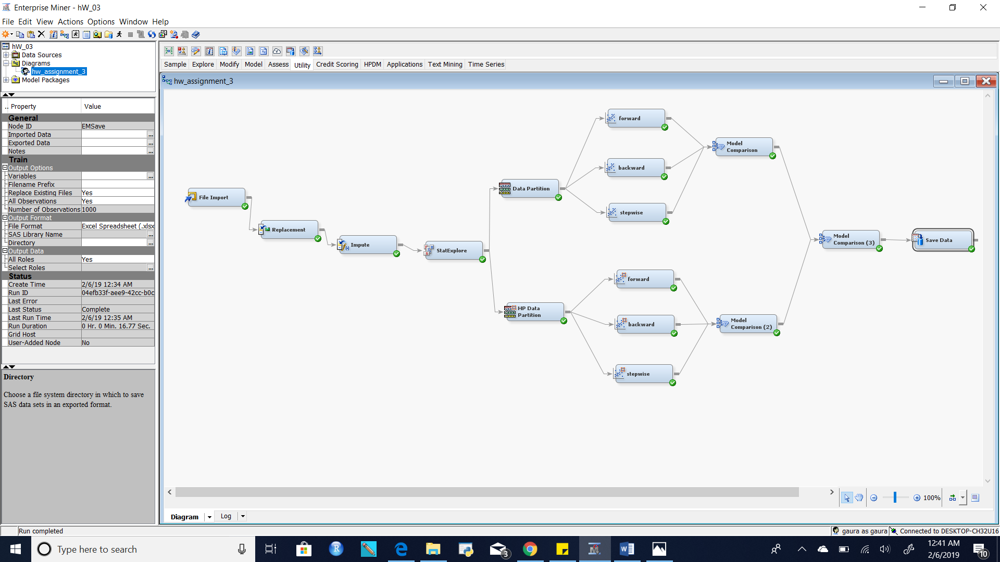 Enterprise Miner - hW_03
File Edit View Actions Options Window Help
hW_03
Data Sources
Diagrams
hw_assignment_3
Model Packages
.. Property Value
General
Node ID EMSave
Imported Data ...
Exported Data ...
Notes ...
Train
Output Options
Variables ...
Filename Prefix
Replace Existing Files Yes
All Observations Yes
Number of Observations 1000
Output Format
File Format Excel Spreadsheet (.xlsx
SAS Library Name ...
Directory ...
Output Data
All Roles Yes
Select Roles ...
Status
Create Time 2/6/19 12:34 AM
Run ID 04efb33f-aee9-42cc-b0c
Last Error
Last Status Complete
Last Run Time 2/6/19 12:35 AM
Run Duration 0 Hr. 0 Min. 16.77 Sec.
Grid Host
User-Added Node No
Directory
Choose a file system directory in which to save
SAS data sets in an exported format.
Sample Explore Modify Model Assess Utility Credit Scoring HPDM Applications Text Mining Time Series
hw_assignment_3
File Import
Replacement
Impute
StatExplore
Data Partition
forward
backward
stepwise
Model
Comparison
HP Data
Partition
forward
backward
stepwise
Model
Comparison (2)
Model
Comparison (3)
Save Data
100%
Diagram Log
Run completed
gaura as gaura Connected to DESKTOP-CH32U16
Type here to search
R
3
W
12:41 AM
2/6/2019
10